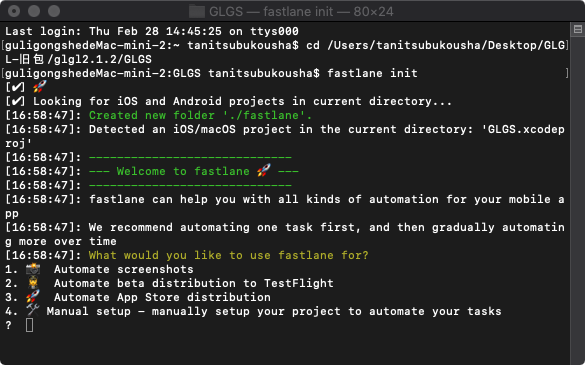 GLGS — fastlane init — 80×24
Last login: Thu Feb 28 14:45:25 on ttys000
[guligongshedeMac-mini-2:~ tanitsubukousha$ cd /Users/tanitsubukousha/Desktop/GLG]
L-旧包/glgl2.1.2/GLGS
[guligongshedeMac-mini-2:GLGS tanitsubukousha$ fastlane init ]
[✔] 🚀
[✔] Looking for iOS and Android projects in current directory...
[16:58:47]: Created new folder './fastlane'.
[16:58:47]: Detected an iOS/macOS project in the current directory: 'GLGS.xcodep
roj'
[16:58:47]: -----------------------------
[16:58:47]: --- Welcome to fastlane 🚀 ---
[16:58:47]: -----------------------------
[16:58:47]: fastlane can help you with all kinds of automation for your mobile a
pp
[16:58:47]: We recommend automating one task first, and then gradually automatin
g more over time
[16:58:47]: What would you like to use fastlane for?
1. 📸  Automate screenshots
2. 👩‍✈️  Automate beta distribution to TestFlight
3. 🚀  Automate App Store distribution
4. 🛠 Manual setup - manually setup your project to automate your tasks
?